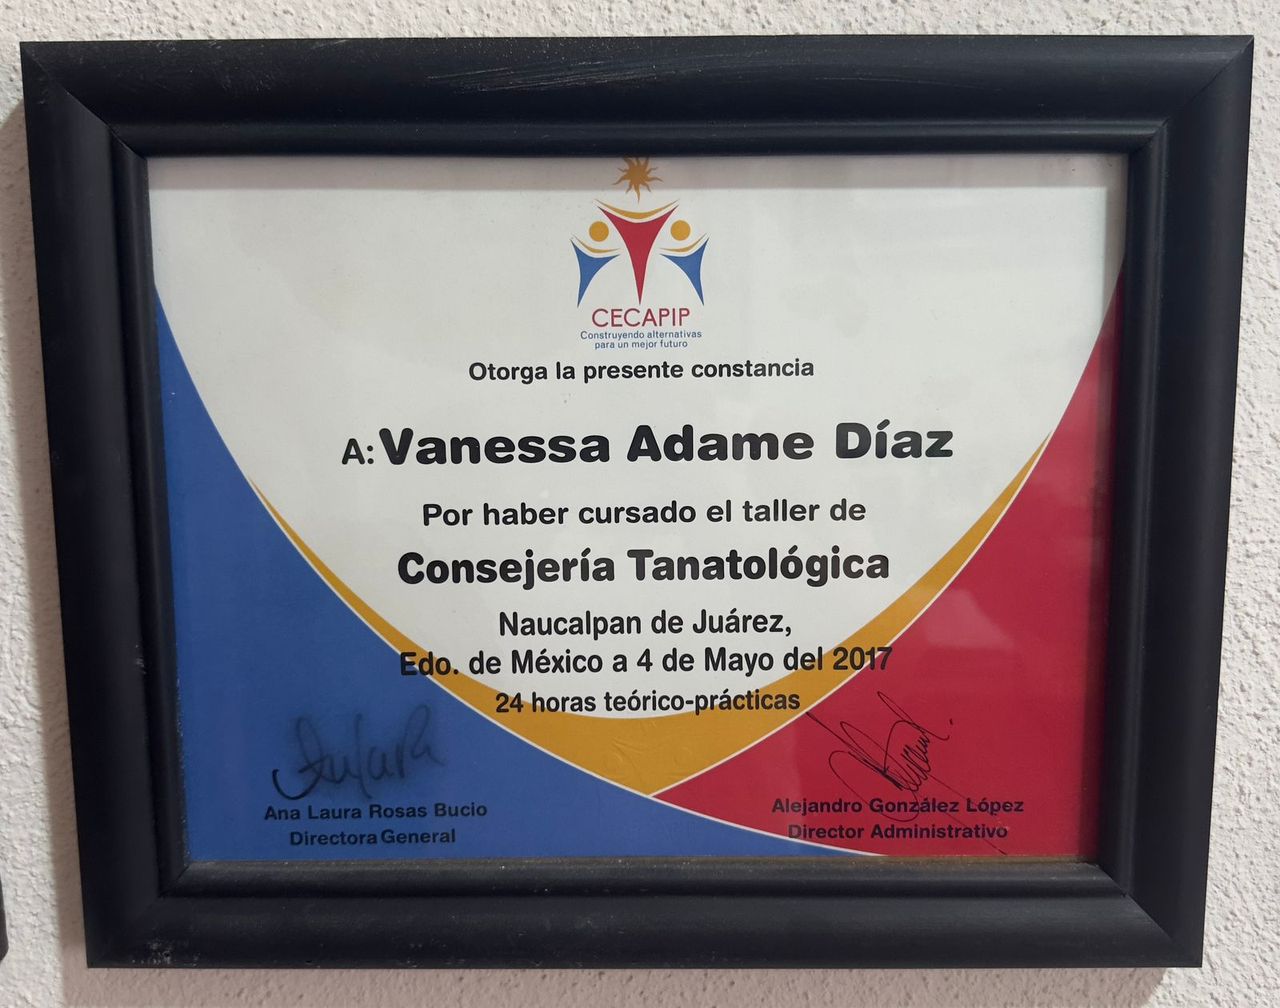 CECAPIP
Construyendo alternativas
para un mejor futuro
Otorga la presente constancia
A: Vanessa Adame Díaz
Por haber cursado el taller de
Consejería Tanatológica
Naucalpan de Juárez,
Edo. de México a 4 de Mayo del 2017
24 horas teórico-prácticas
Ana Laura Rosas Bucio
Directora General
Alejandro González López
Director Administrativo